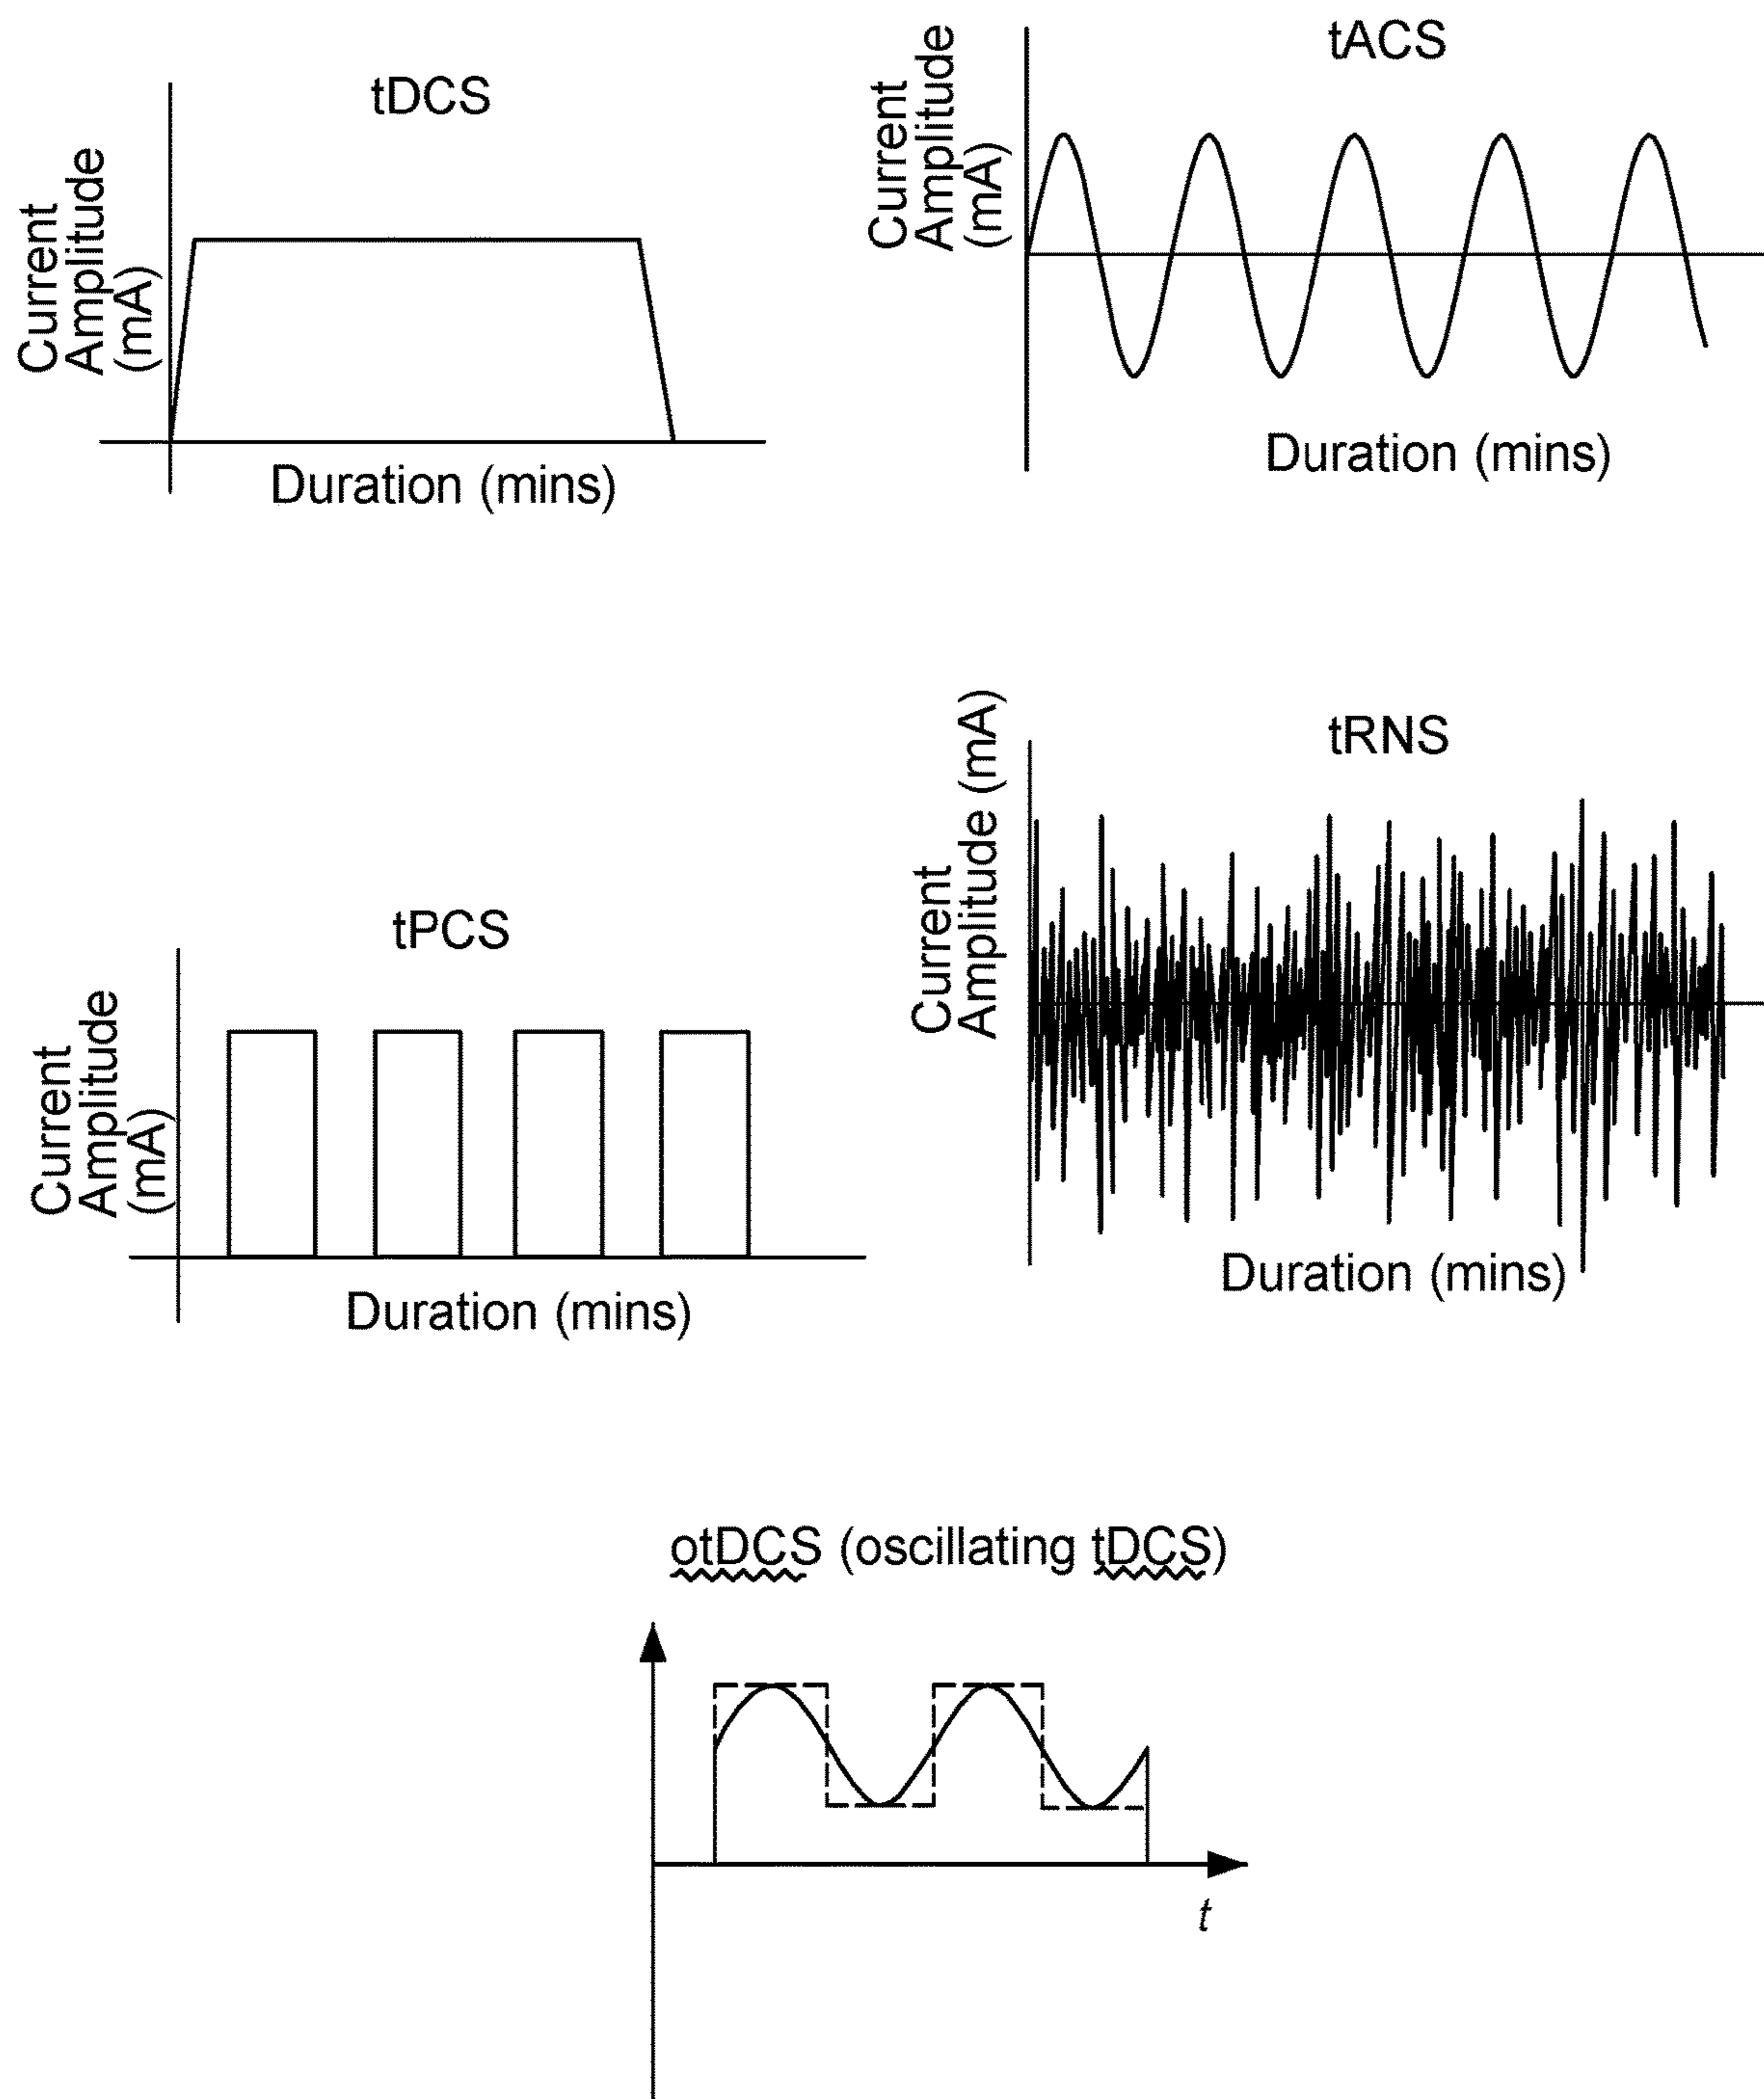 tDCS
Current
Amplitude
(mA)
Duration (mins)
tACS
Current
Amplitude
(mA)
Duration (mins)
tPCS
Current
Amplitude
(mA)
Duration (mins)
tRNS
Current
Amplitude (mA)
Duration (mins)
otDCS (oscillating tDCS)
t